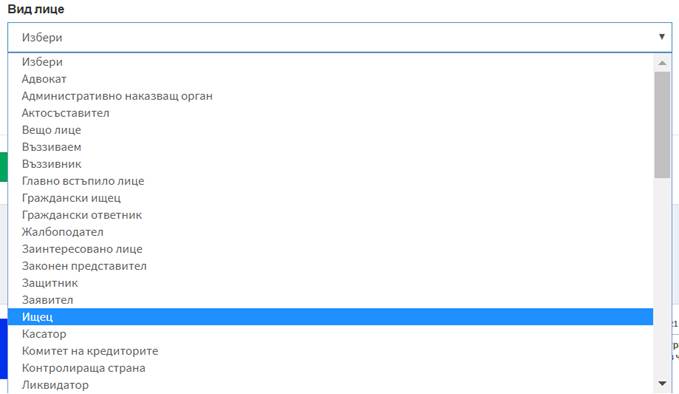 Вид лице
Избери
Избери
Адвокат
Административно наказващ орган
Актосъставител
Вещо лице
Въззиваем
Въззивник
Главно встъпило лице
Граждански ищец
Граждански ответник
Жалбоподател
Заинтересовано лице
Законен представител
Защитник
Заявител
Ищец
Касатор
Комитет на кредиторите
Контролираща страна
Ликвидатор